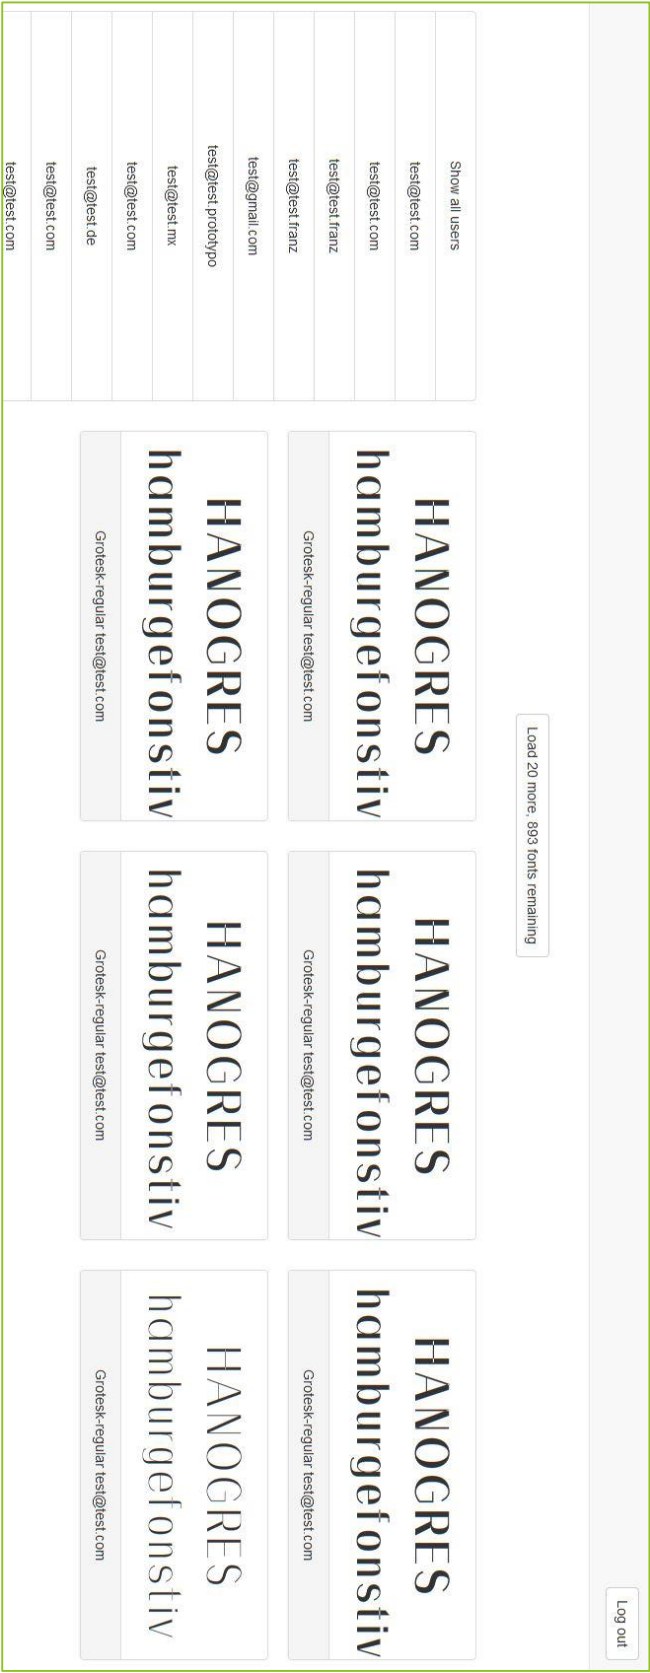 Log out
Load 20 more, 893 fonts remaining
Show all users
test@test.com
test@test.com
test@test.franz
test@test.franz
test@gmail.com
test@test.prototypo
test@test.mx
test@test.com
test@test.de
test@test.com
test@test.com
HANOGRES
hamburgefonstiv
Grotesk-regular test@test.com
HANOGRES
hamburgefonstiv
Grotesk-regular test@test.com
HANOGRES
hamburgefonstiv
Grotesk-regular test@test.com
HANOGRES
hamburgefonstiv
Grotesk-regular test@test.com
HANOGRES
hamburgefonstiv
Grotesk-regular test@test.com
HANOGRES
hamburgefonstiv
Grotesk-regular test@test.com